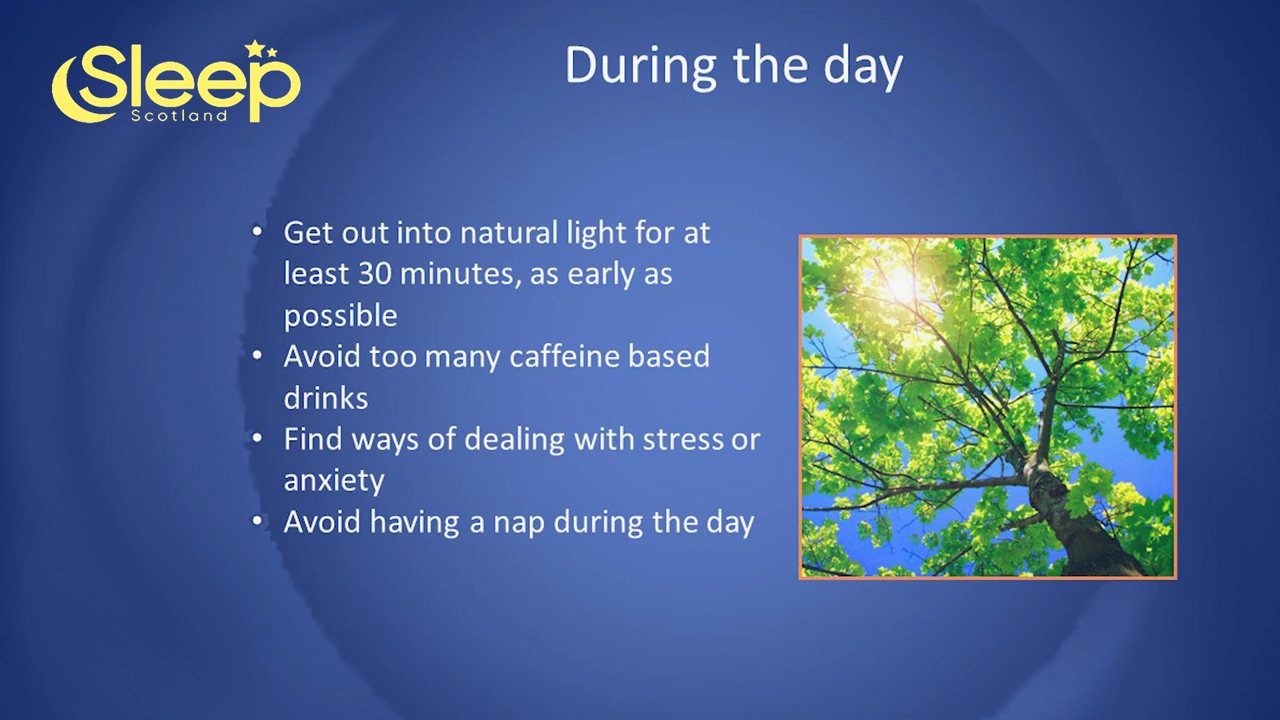 Sleep
Scotland
During the day
• Get out into natural light for at
least 30 minutes, as early as
possible
• Avoid too many caffeine based
drinks
• Find ways of dealing with stress or
anxiety
• Avoid having a nap during the day